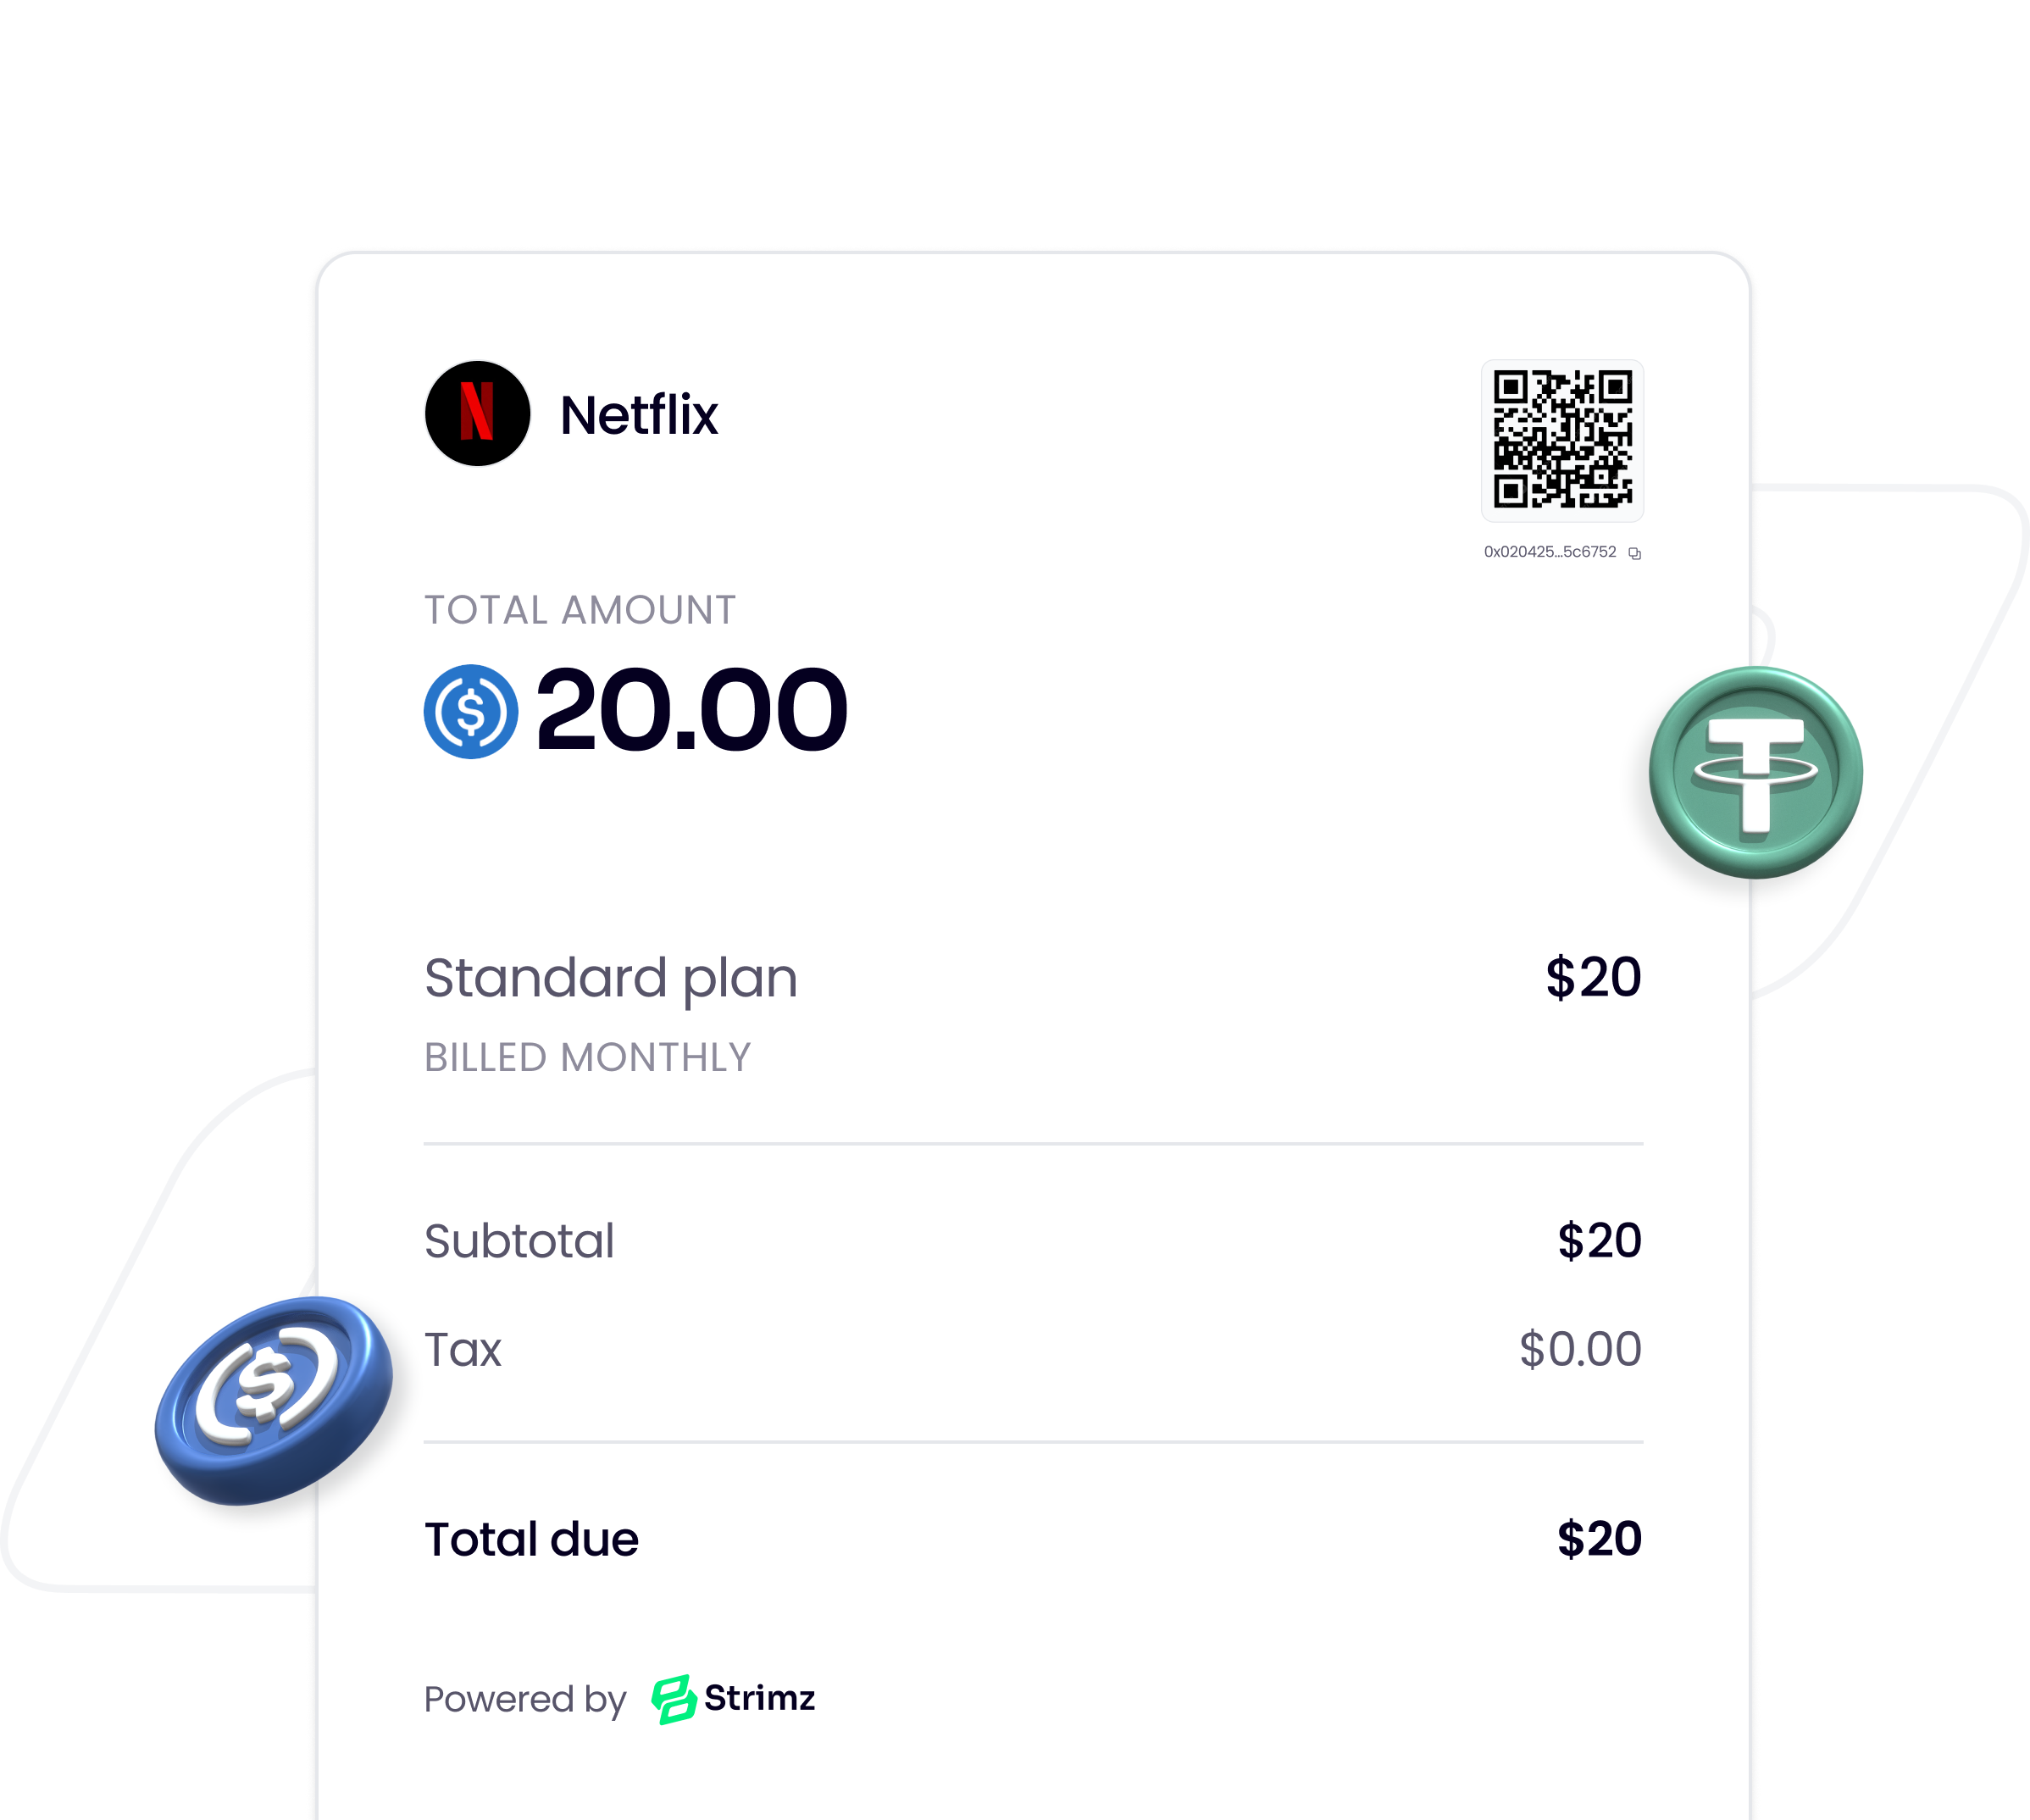 Netflix
0x020425...5c6752
TOTAL AMOUNT
20.00
Standard plan $20
BILLED MONTHLY
Subtotal $20
Tax $0.00
Total due $20
Powered by Strimz